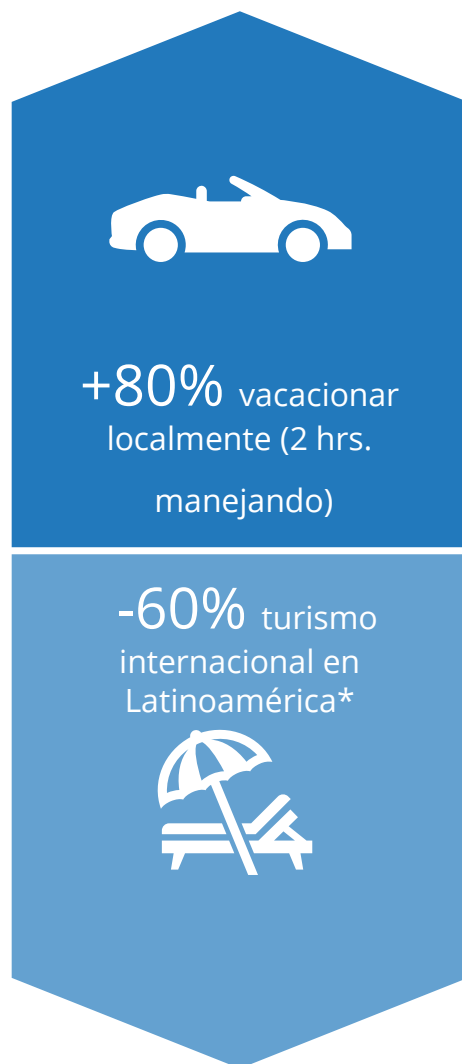 +80% vacacionar
localmente (2 hrs.
manejando)
-60% turismo
internacional en
Latinoamérica*